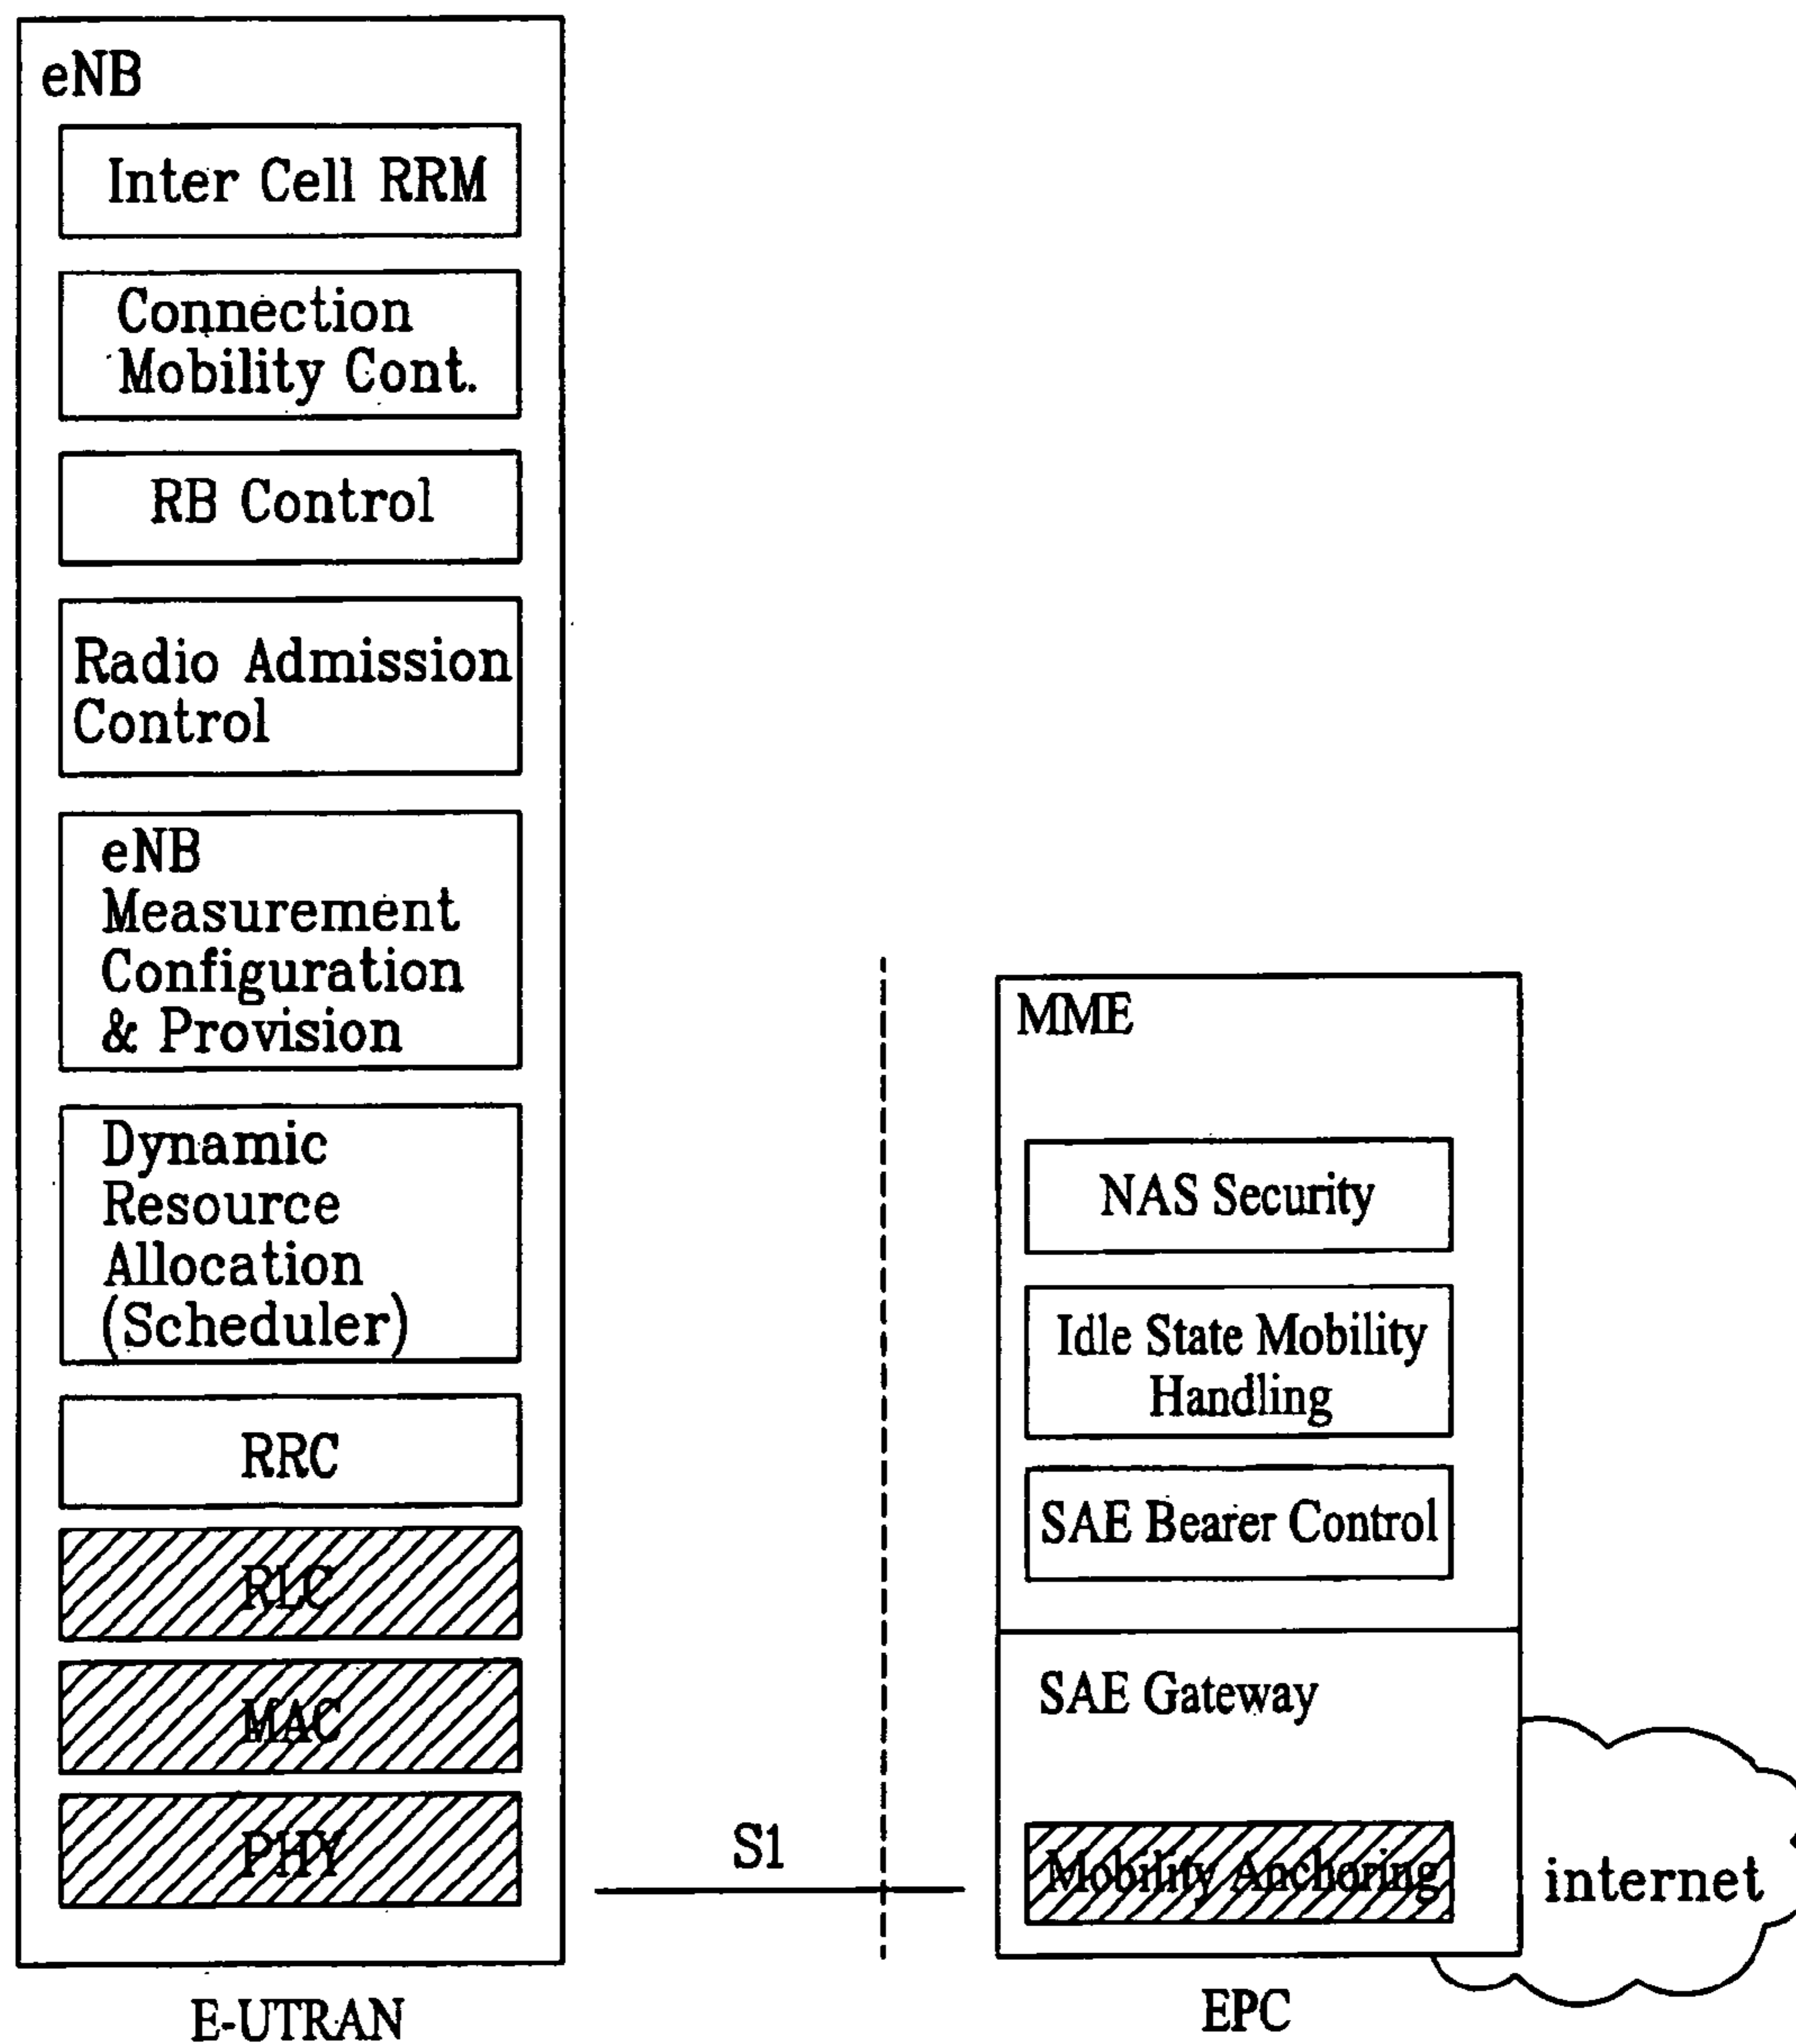 eNB
Inter Cell RRM
Connection
Mobility Cont.
RB Control
Radio Admission
Control
eNB
Measurement
Configuration
& Provision
Dynamic
Resource
Allocation
(Scheduler)
RRC
RLC
MAC
PHY
E-UTRAN
S1
MME
NAS Security
Idle State Mobility
Handling
SAE Bearer Control
SAE Gateway
Mobility Anchoring
internet
EPC